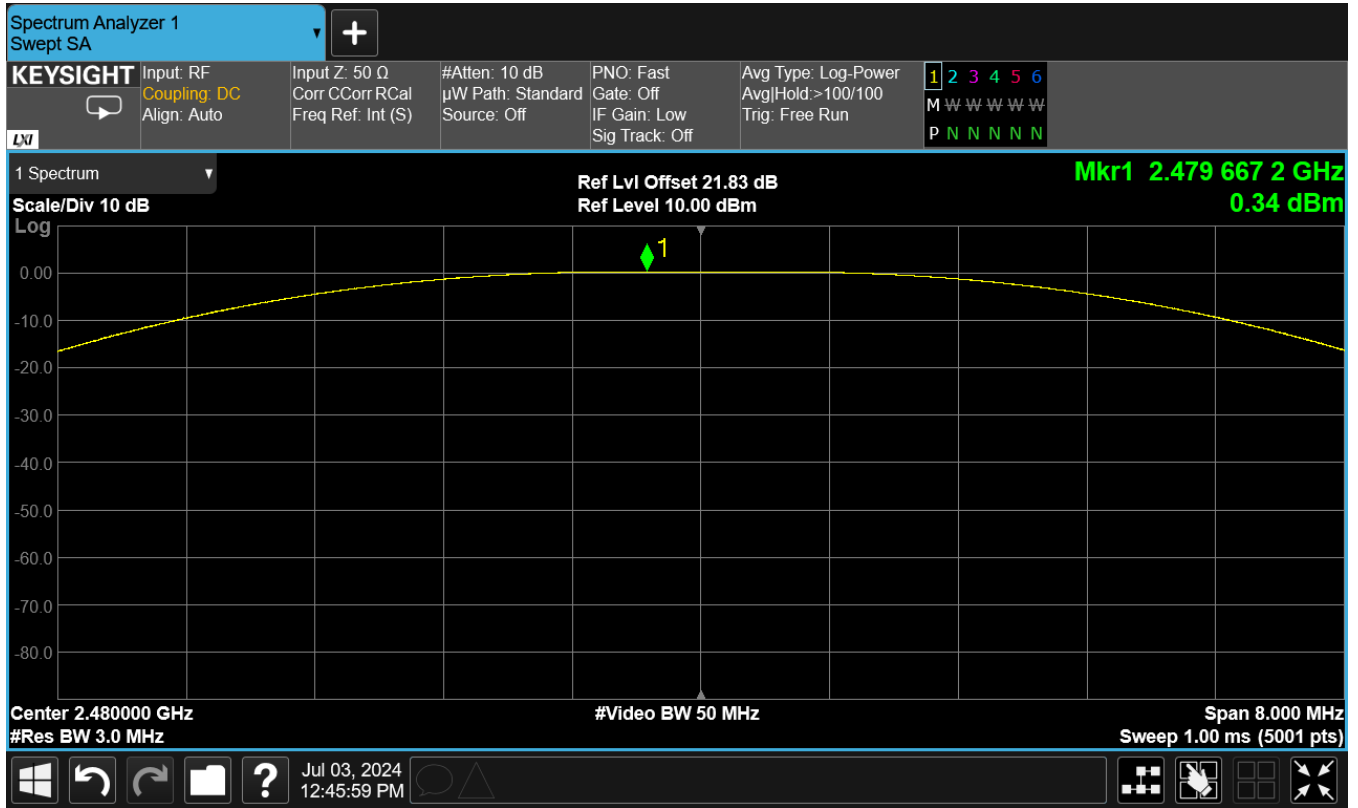 Spectrum Analyzer 1
Swept SA
▼
+
KEYSIGHT
LXI
Input: RF
Coupling: DC
Align: Auto
Input Z: 50 Ω
Corr CCorr RCal
Freq Ref: Int (S)
#Atten: 10 dB
µW Path: Standard
Source: Off
PNO: Fast
Gate: Off
IF Gain: Low
Sig Track: Off
Avg Type: Log-Power
Avg|Hold:>100/100
Trig: Free Run
1 2 3 4 5 6
M W W W W W
P N N N N N
1 Spectrum ▼
Scale/Div 10 dB
Log
Ref Lvl Offset 21.83 dB
Ref Level 10.00 dBm
Mkr1 2.479 667 2 GHz
0.34 dBm
1
0.00
-10.0
-20.0
-30.0
-40.0
-50.0
-60.0
-70.0
-80.0
Center 2.480000 GHz
#Res BW 3.0 MHz
#Video BW 50 MHz
Span 8.000 MHz
Sweep 1.00 ms (5001 pts)
?
Jul 03, 2024
12:45:59 PM